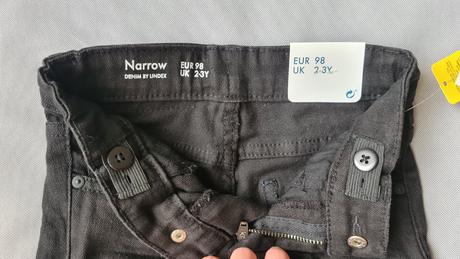 Narrow
DENIM BY LINDEX
EUR 98
UK 2-3Y
EUR 98
UK 2-3Y